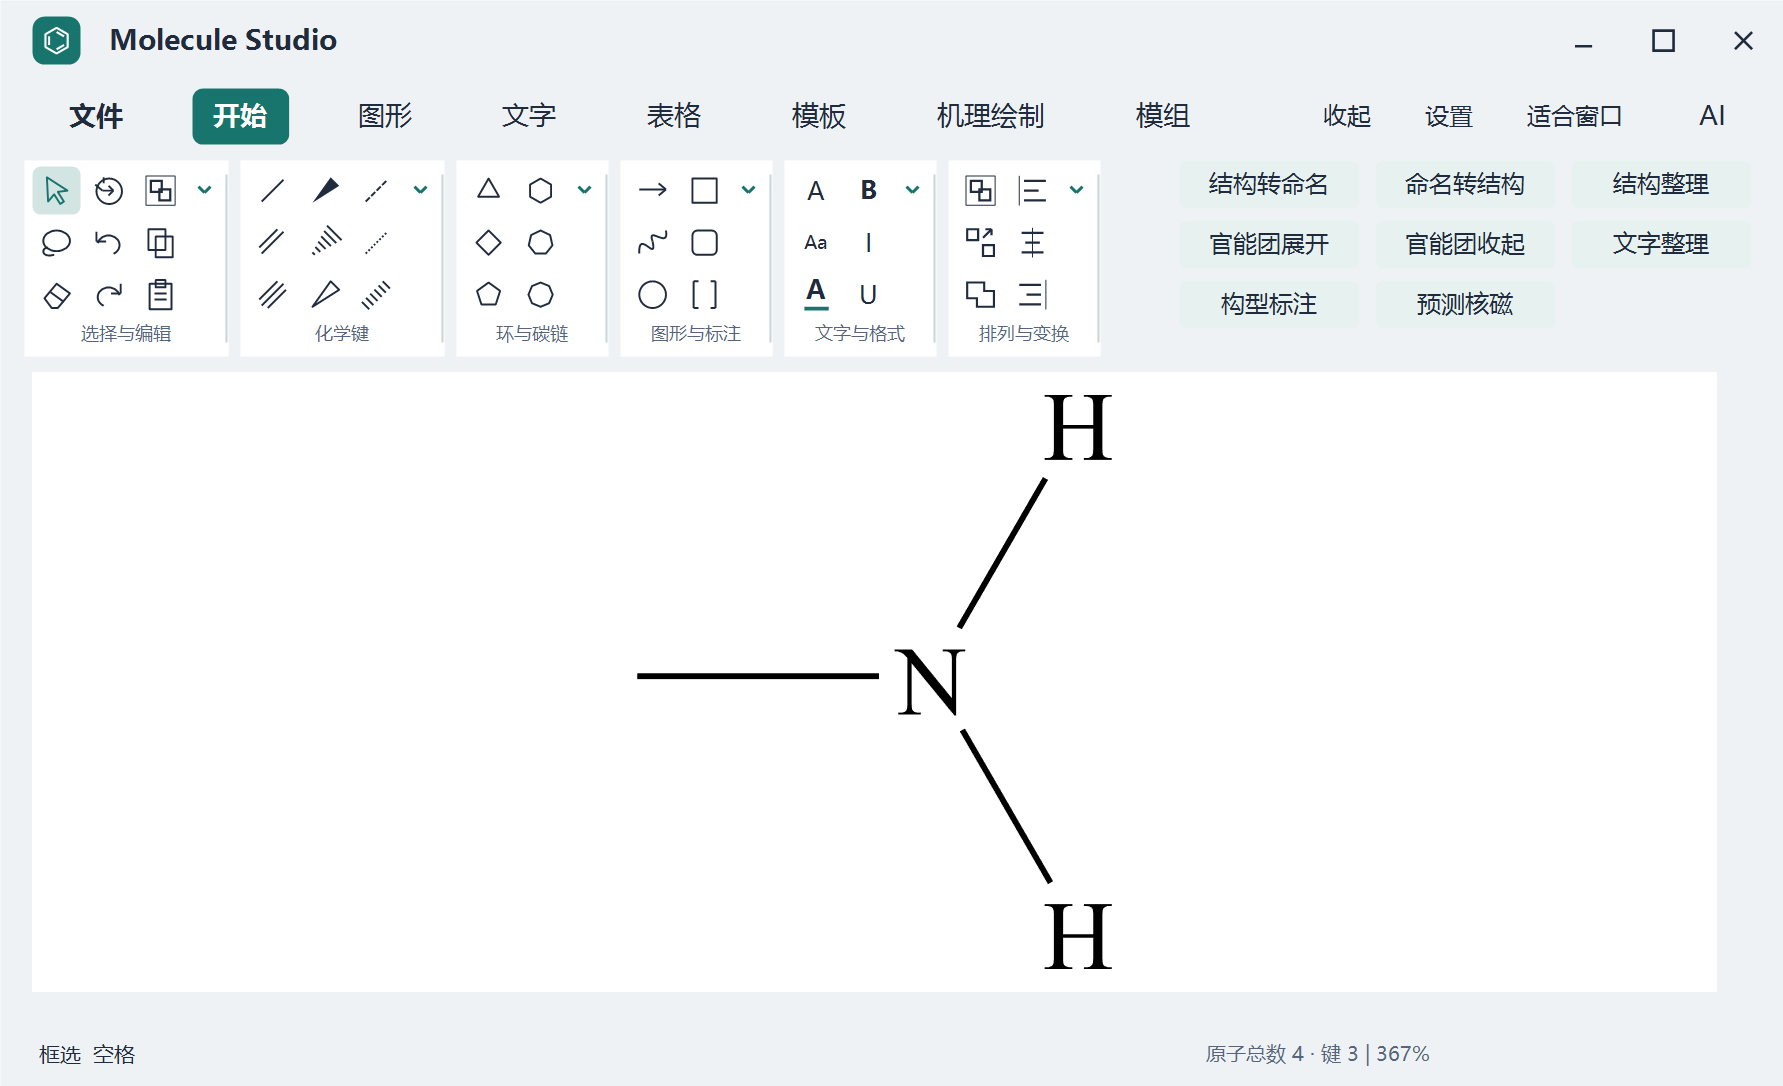 Molecule Studio
文件 开始 图形 文字 表格 模板 机理绘制 模组 收起 设置 适合窗口 AI
A B
Aa I
A U
选择与编辑 化学键 环与碳链 图形与标注 文字与格式 排列与变换
结构转命名 命名转结构 结构整理
官能团展开 官能团收起 文字整理
构型标注 预测核磁
H
N
H
框选 空格
原子总数 4 · 键 3 | 367%